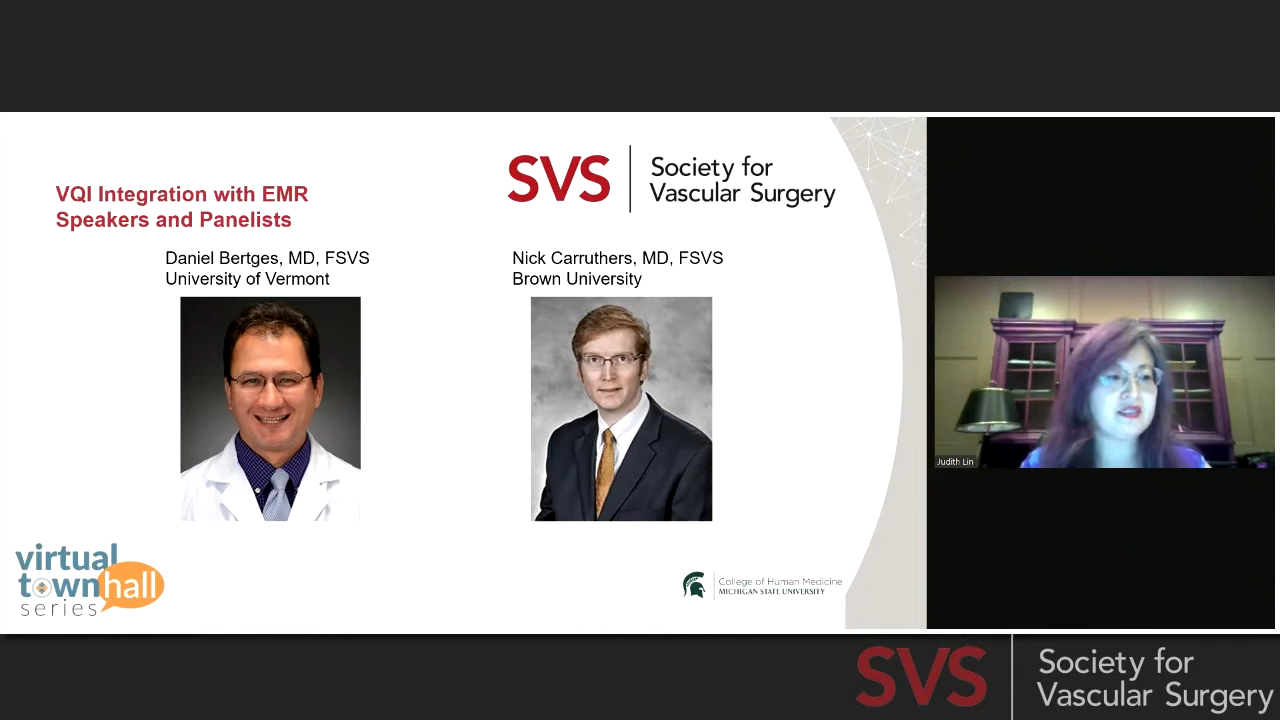 VQI Integration with EMR
Speakers and Panelists
SVS
Society for
Vascular Surgery
Daniel Bertges, MD, FSVS
University of Vermont
Nick Carruthers, MD, FSVS
Brown University
Judith Lin
virtual
town hall
series
College of Human Medicine
MICHIGAN STATE UNIVERSITY
SVS
Society for
Vascular Surgery